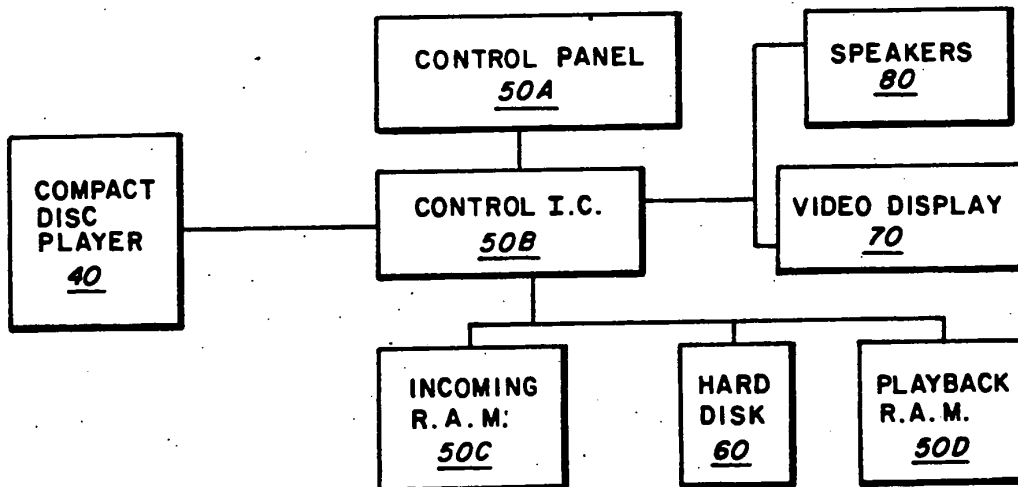 CONTROL PANEL
50A
SPEAKERS
80
COMPACT
DISC
PLAYER
40
CONTROL I.C.
50B
VIDEO DISPLAY
70
INCOMING
R.A.M:
50C
HARD
DISK
60
PLAYBACK
R.A.M.
50D